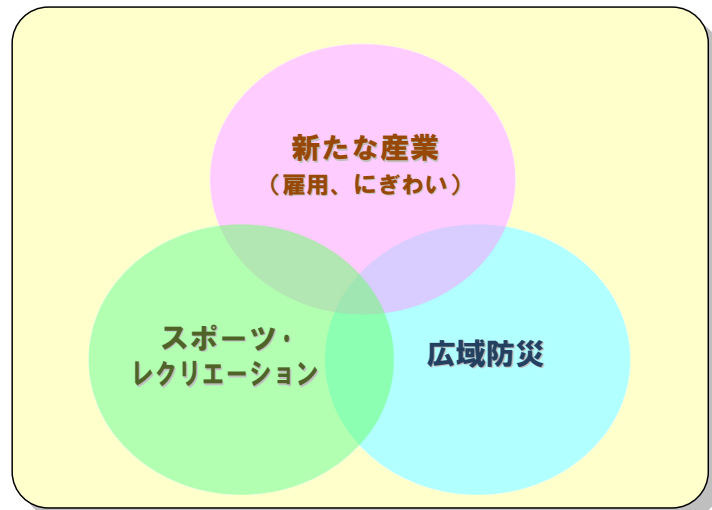 新たな産業
（雇用、にぎわい）
スポーツ・
レクリエーション
広域防災